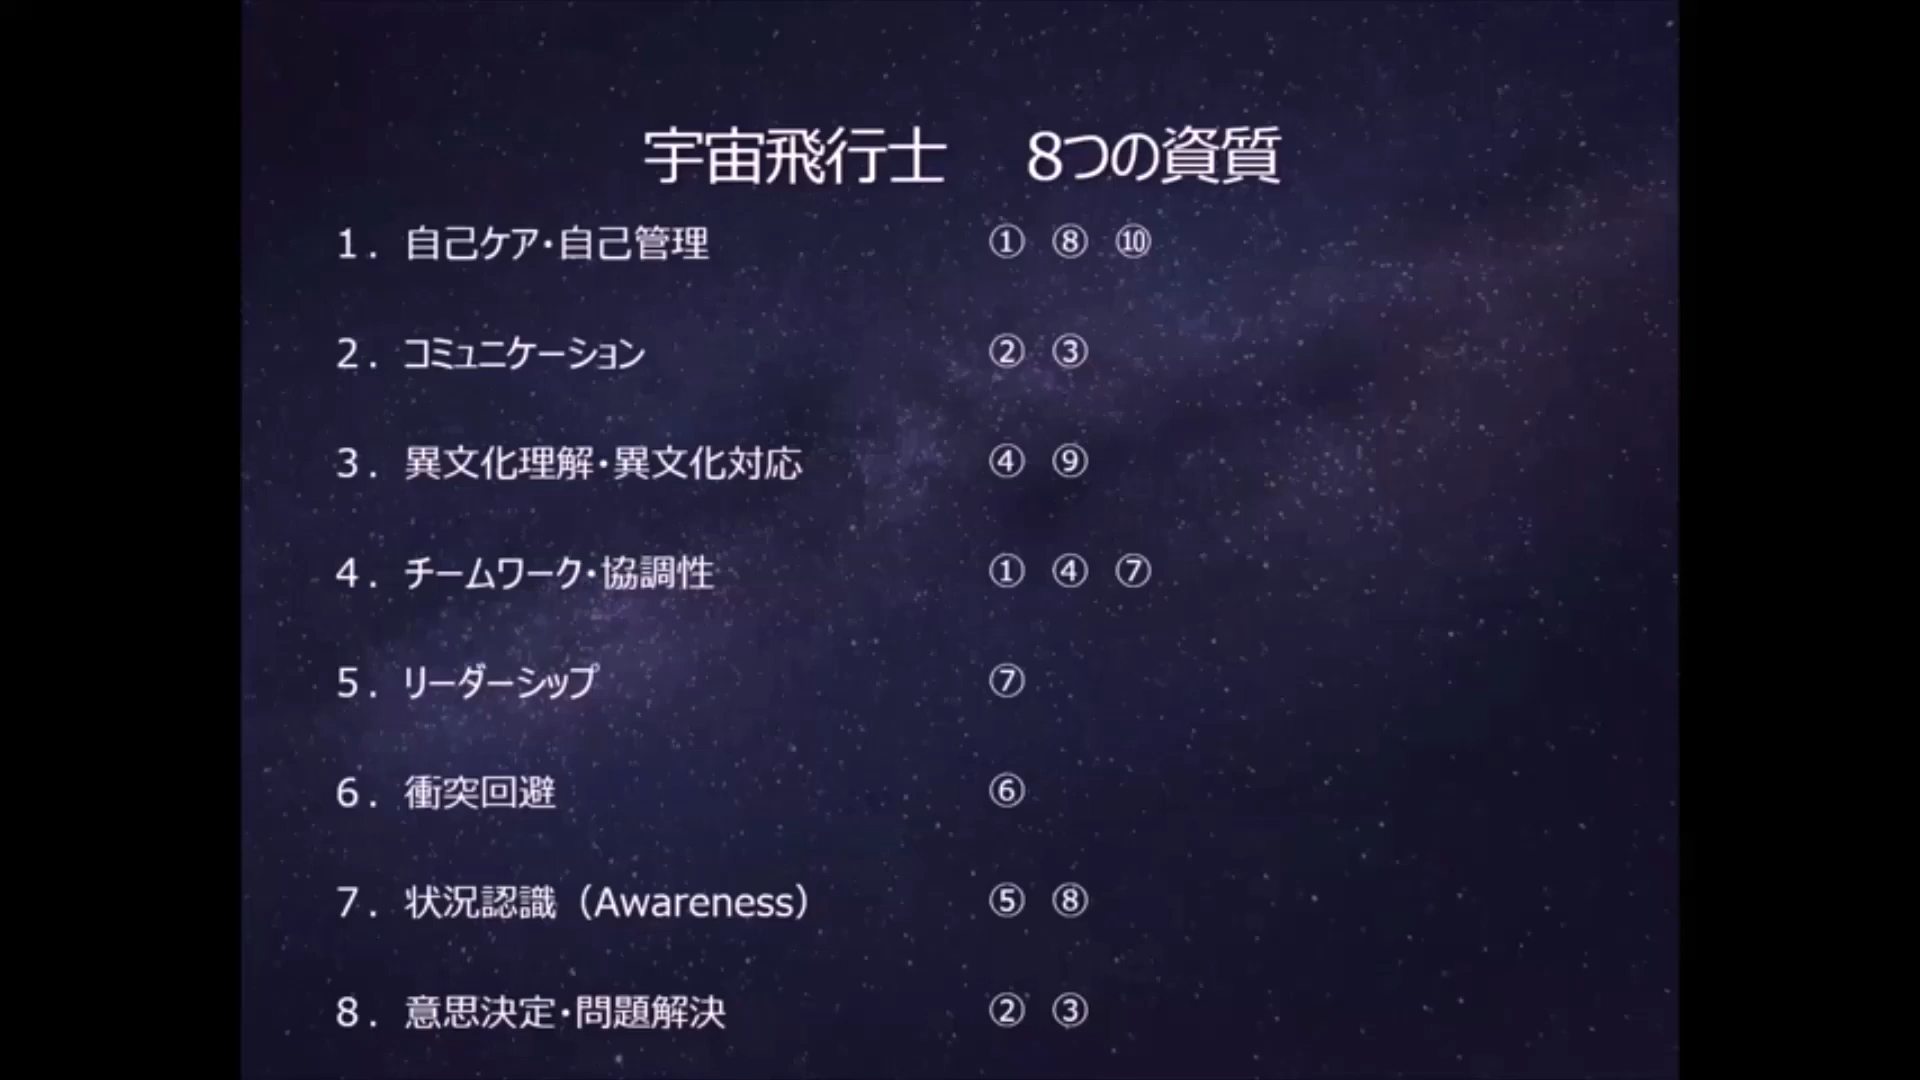 宇宙飛行士　8つの資質
1．自己ケア・自己管理　① ⑧ ⑩
2．コミュニケーション　② ③
3．異文化理解・異文化対応　④ ⑨
4．チームワーク・協調性　① ④ ⑦
5．リーダーシップ　⑦
6．衝突回避　⑥
7．状況認識（Awareness）　⑤ ⑧
8．意思決定・問題解決　② ③